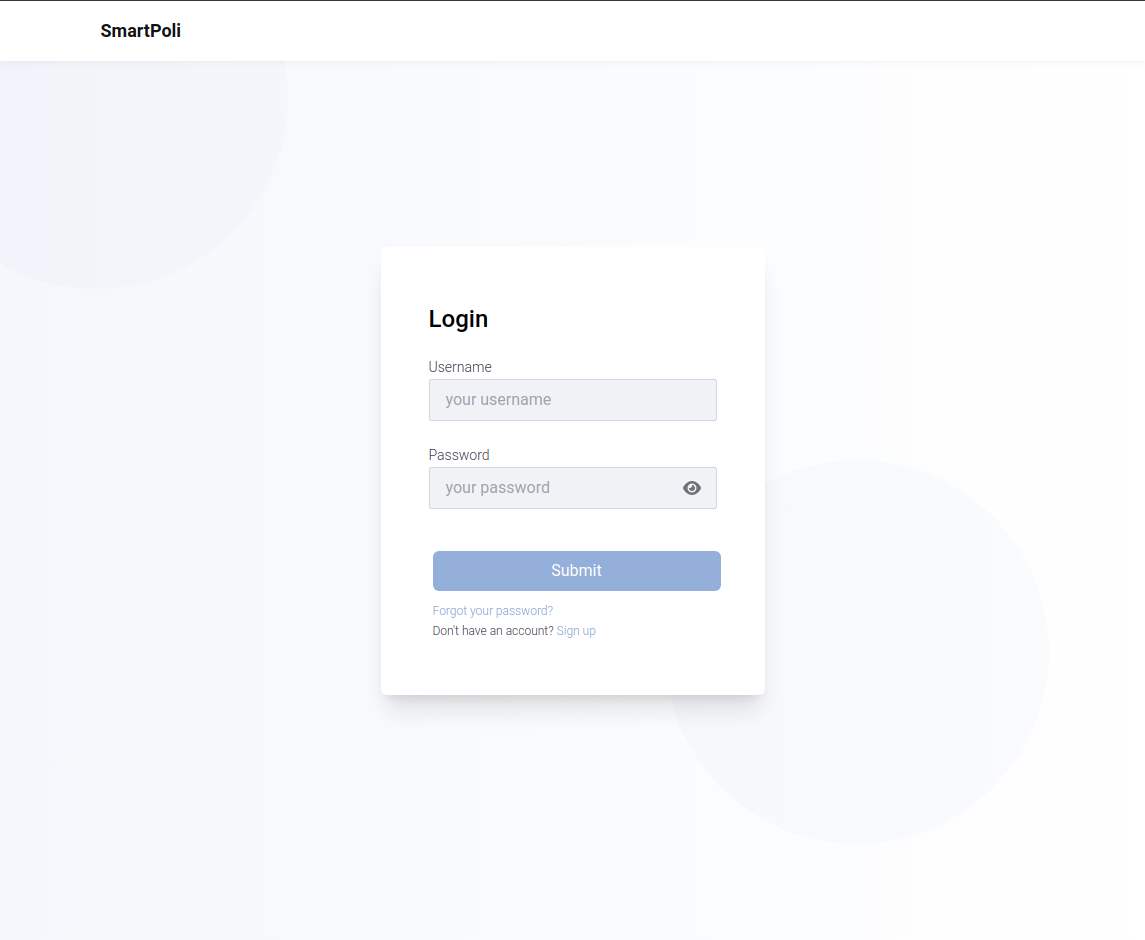 SmartPoli
Login
Username
your username
Password
your password
Submit
Forgot your password?
Don't have an account? Sign up